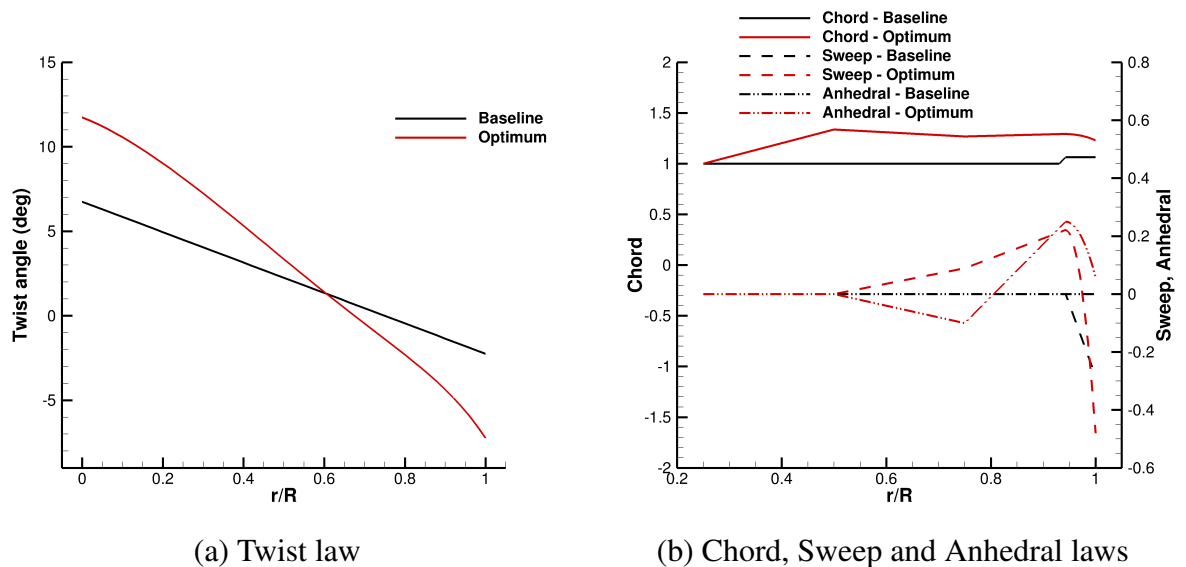 15
10
5
0
-5
Twist angle (deg)
Baseline
Optimum
0
0.2
0.4
0.6
0.8
1
r/R
(a) Twist law
Chord - Baseline
Chord - Optimum
Sweep - Baseline
Sweep - Optimum
Anhedral - Baseline
Anhedral - Optimum
2
1.5
1
0.5
0
-0.5
-1
-1.5
-2
Chord
0.8
0.6
0.4
0.2
0
-0.2
-0.4
-0.6
Sweep, Anhedral
0.2
0.4
0.6
0.8
1
r/R
(b) Chord, Sweep and Anhedral laws